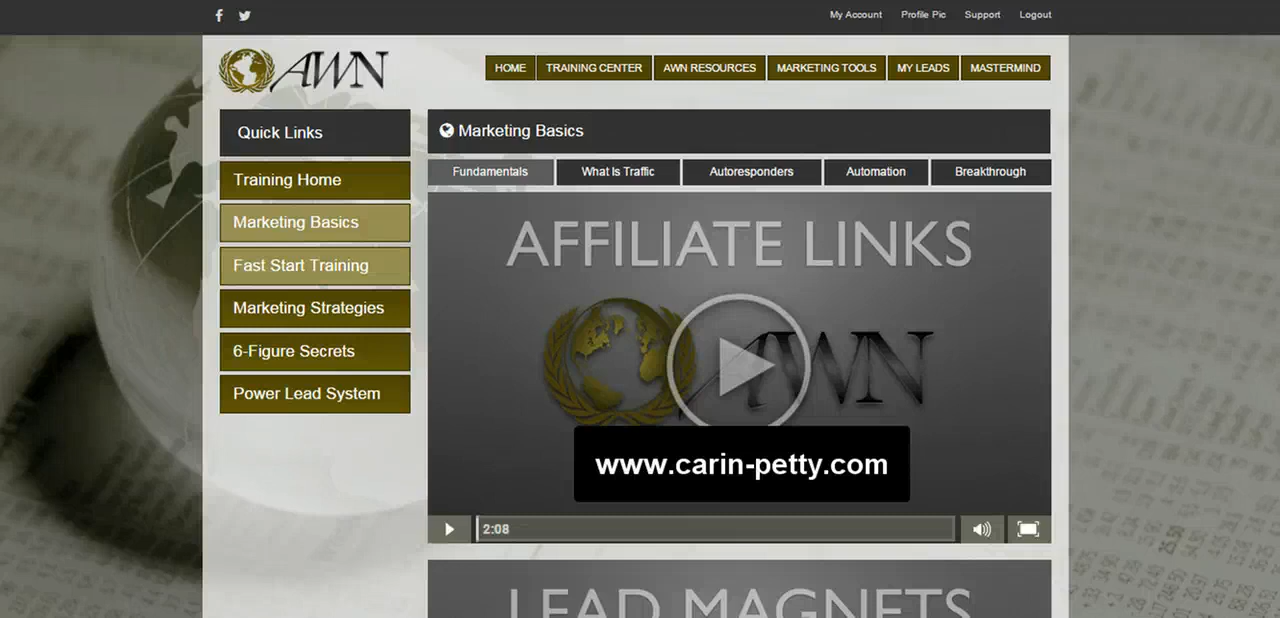 My Account Profile Pic Support Logout
AWN
HOME TRAINING CENTER AWN RESOURCES MARKETING TOOLS MY LEADS MASTERMIND
Quick Links
Training Home
Marketing Basics
Fast Start Training
Marketing Strategies
6-Figure Secrets
Power Lead System
Marketing Basics
Fundamentals What Is Traffic Autoresponders Automation Breakthrough
AFFILIATE LINKS
AWN
www.carin-petty.com
2:08
LEAD MAGNETS